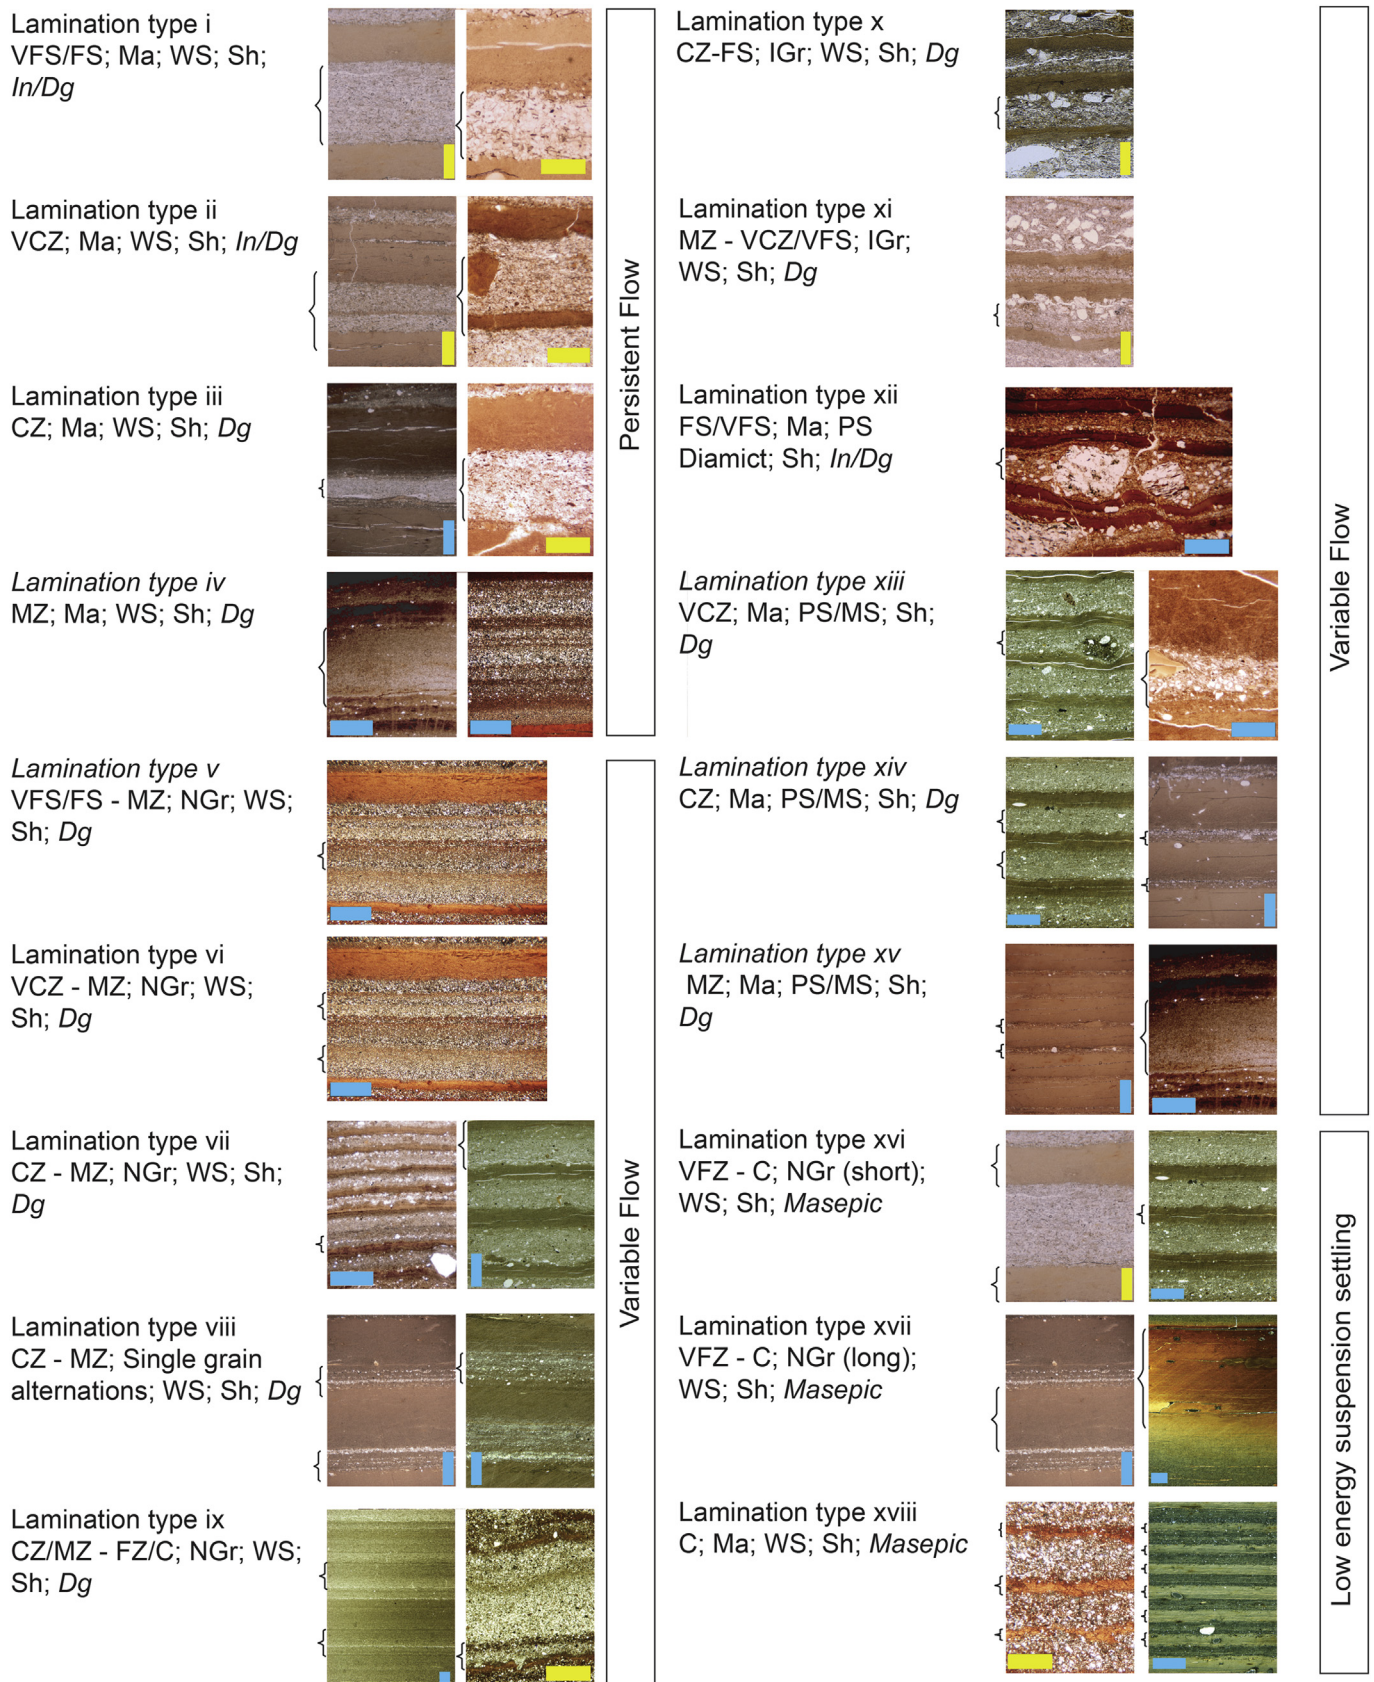 Lamination type i
VFS/FS; Ma; WS; Sh;
In/Dg
Lamination type ii
VCZ; Ma; WS; Sh; In/Dg
Lamination type iii
CZ; Ma; WS; Sh; Dg
Lamination type iv
MZ; Ma; WS; Sh; Dg
Persistent Flow
Lamination type v
VFS/FS - MZ; NGr; WS;
Sh; Dg
Lamination type vi
VCZ - MZ; NGr; WS;
Sh; Dg
Lamination type vii
CZ - MZ; NGr; WS; Sh;
Dg
Lamination type viii
CZ - MZ; Single grain
alternations; WS; Sh; Dg
Lamination type ix
CZ/MZ - FZ/C; NGr; WS;
Sh; Dg
Variable Flow
Lamination type x
CZ-FS; IGr; WS; Sh; Dg
Lamination type xi
MZ - VCZ/VFS; IGr;
WS; Sh; Dg
Lamination type xii
FS/VFS; Ma; PS
Diamict; Sh; In/Dg
Lamination type xiii
VCZ; Ma; PS/MS; Sh;
Dg
Lamination type xiv
CZ; Ma; PS/MS; Sh; Dg
Lamination type xv
MZ; Ma; PS/MS; Sh;
Dg
Variable Flow
Lamination type xvi
VFZ - C; NGr (short);
WS; Sh; Masepic
Lamination type xvii
VFZ - C; NGr (long);
WS; Sh; Masepic
Lamination type xviii
C; Ma; WS; Sh; Masepic
Low energy suspension settling